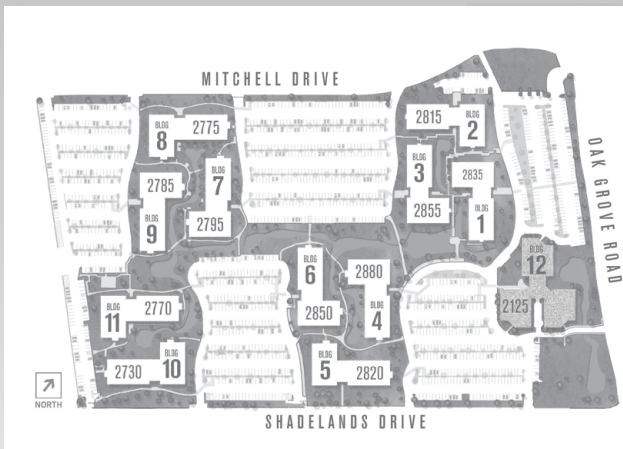 MITCHELL DRIVE
BLDG
8
2775
2815
BLDG
2
2785
BLDG
7
BLDG
3
2835
BLDG
9
2795
2855
BLDG
1
OAK GROVE ROAD
BLDG
6
2880
BLDG
12
BLDG
11
2770
2850
BLDG
4
2125
2730
BLDG
10
BLDG
5
2820
NORTH
SHADELANDS DRIVE